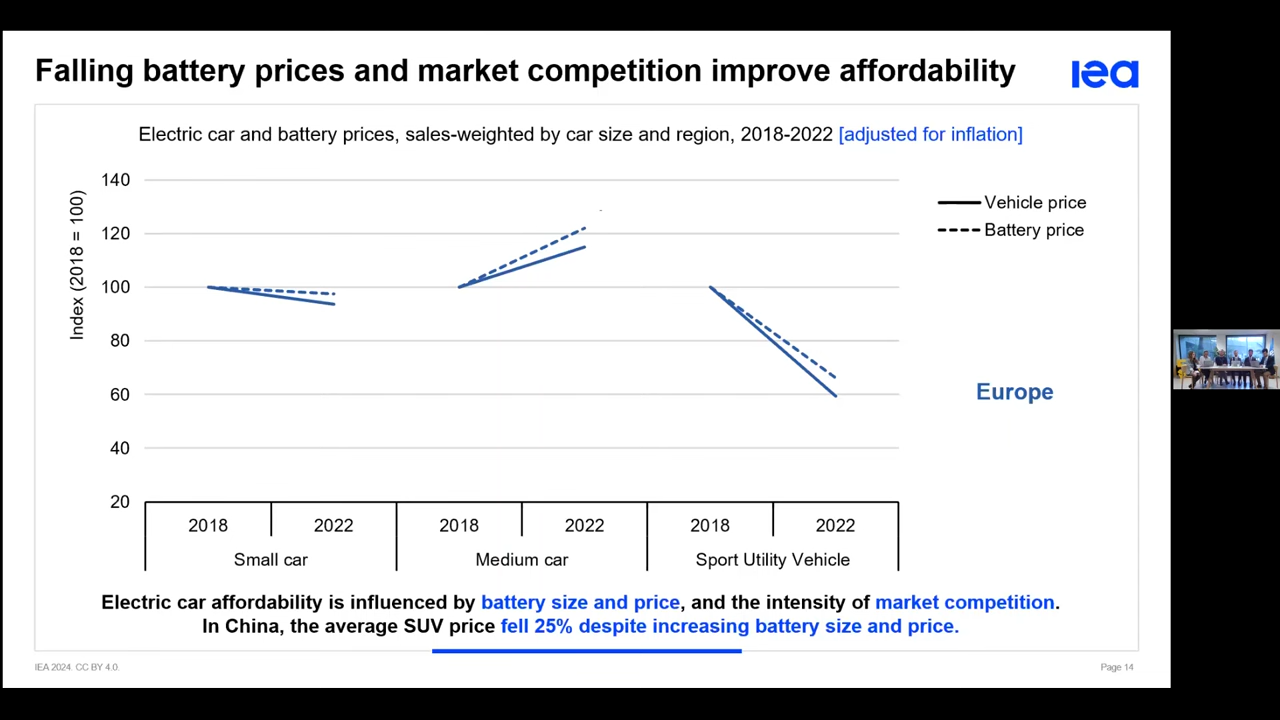 Falling battery prices and market competition improve affordability
iea
Electric car and battery prices, sales-weighted by car size and region, 2018-2022 [adjusted for inflation]
Index (2018 = 100)
140
120
100
80
60
40
20
Vehicle price
Battery price
Europe
2018 2022 2018 2022 2018 2022
Small car Medium car Sport Utility Vehicle
Electric car affordability is influenced by battery size and price, and the intensity of market competition.
In China, the average SUV price fell 25% despite increasing battery size and price.
IEA 2024. CC BY 4.0.
Page 14